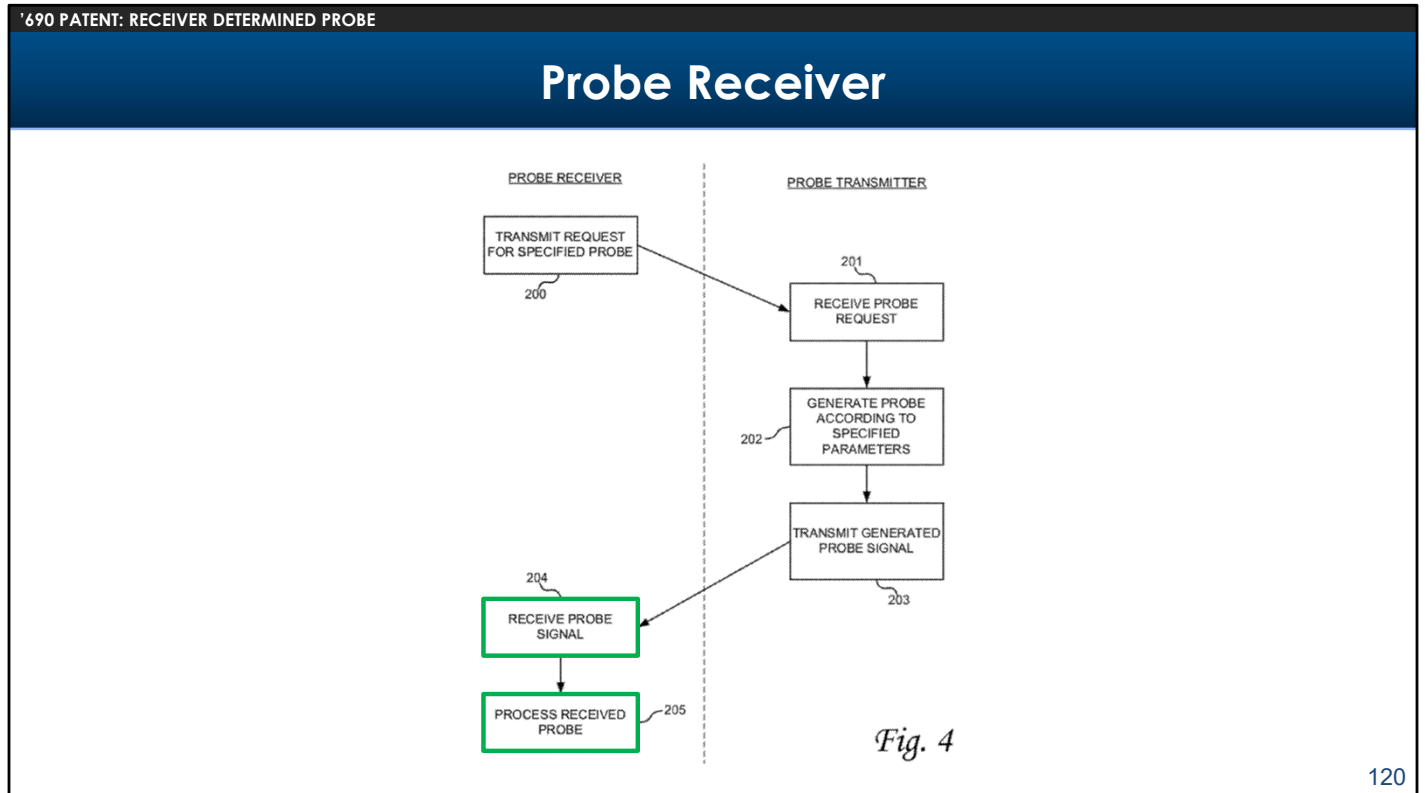 ’690 PATENT: RECEIVER DETERMINED PROBE
Probe Receiver
PROBE RECEIVER
PROBE TRANSMITTER
TRANSMIT REQUEST
FOR SPECIFIED PROBE
200
201
RECEIVE PROBE
REQUEST
GENERATE PROBE
ACCORDING TO
SPECIFIED
PARAMETERS
202
TRANSMIT GENERATED
PROBE SIGNAL
203
204
RECEIVE PROBE
SIGNAL
PROCESS RECEIVED
PROBE
205
Fig. 4
120